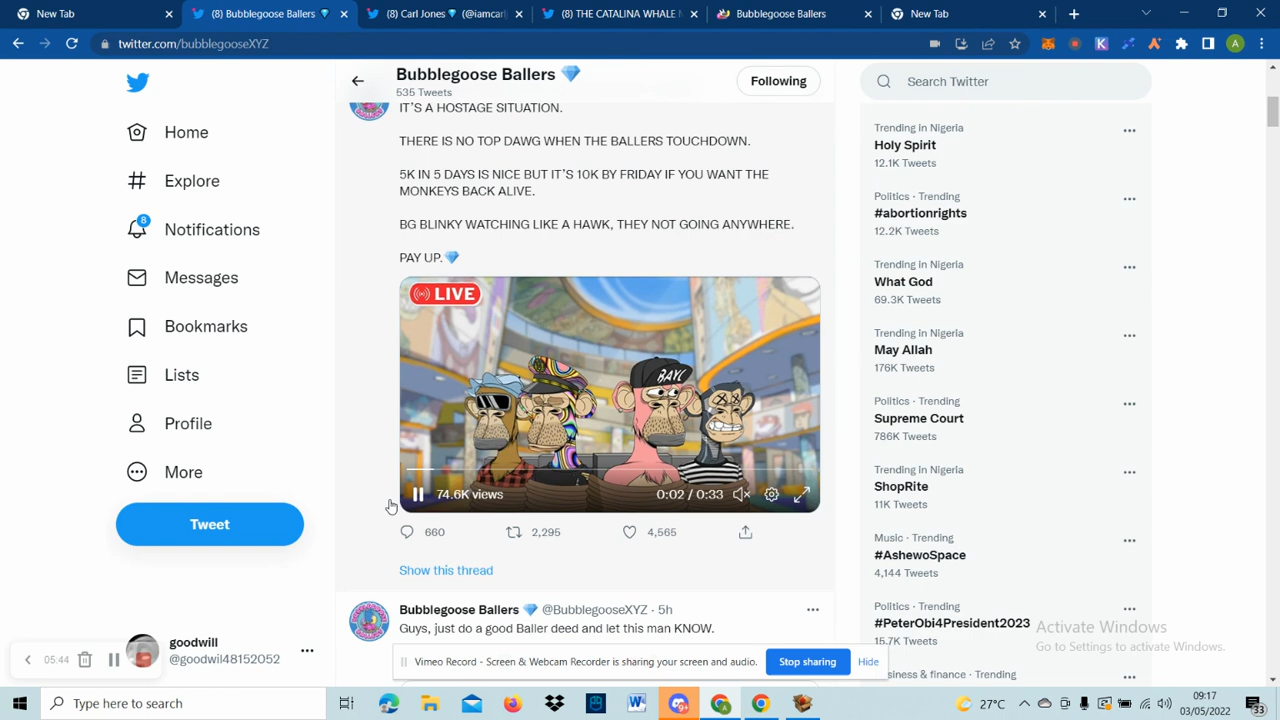 New Tab
(8) Bubblegoose Ballers
(8) Carl Jones
(@iamcarlj
(8) THE CATALINA WHALE M
Bubblegoose Ballers
New Tab
twitter.com/bubblegooseXYZ
K
A
Home
Explore
8
Notifications
Messages
Bookmarks
Lists
Profile
More
Tweet
goodwill
@goodwil48152052
05:44
Bubblegoose Ballers 💎
535 Tweets
Following
IT'S A HOSTAGE SITUATION.
THERE IS NO TOP DAWG WHEN THE BALLERS TOUCHDOWN.
5K IN 5 DAYS IS NICE BUT IT'S 10K BY FRIDAY IF YOU WANT THE
MONKEYS BACK ALIVE.
BG BLINKY WATCHING LIKE A HAWK, THEY NOT GOING ANYWHERE.
PAY UP.💎
LIVE
BAYC
74.6K views
0:02 / 0:33
660
2,295
4,565
Show this thread
Bubblegoose Ballers 💎 @BubblegooseXYZ · 5h
Guys, just do a good Baller deed and let this man KNOW.
Vimeo Record - Screen & Webcam Recorder is sharing your screen and audio.
Stop sharing
Hide
Search Twitter
Trending in Nigeria
Holy Spirit
12.1K Tweets
Politics · Trending
#abortionrights
12.2K Tweets
Trending in Nigeria
What God
69.3K Tweets
Trending in Nigeria
May Allah
176K Tweets
Politics · Trending
Supreme Court
786K Tweets
Trending in Nigeria
ShopRite
11K Tweets
Music · Trending
#AshewoSpace
4,144 Tweets
Politics · Trending
#PeterObi4President2023
15.7K Tweets
siness & finance · Trending
Activate Windows
Go to Settings to activate Windows.
Type here to search
27°C
09:17
03/05/2022
33